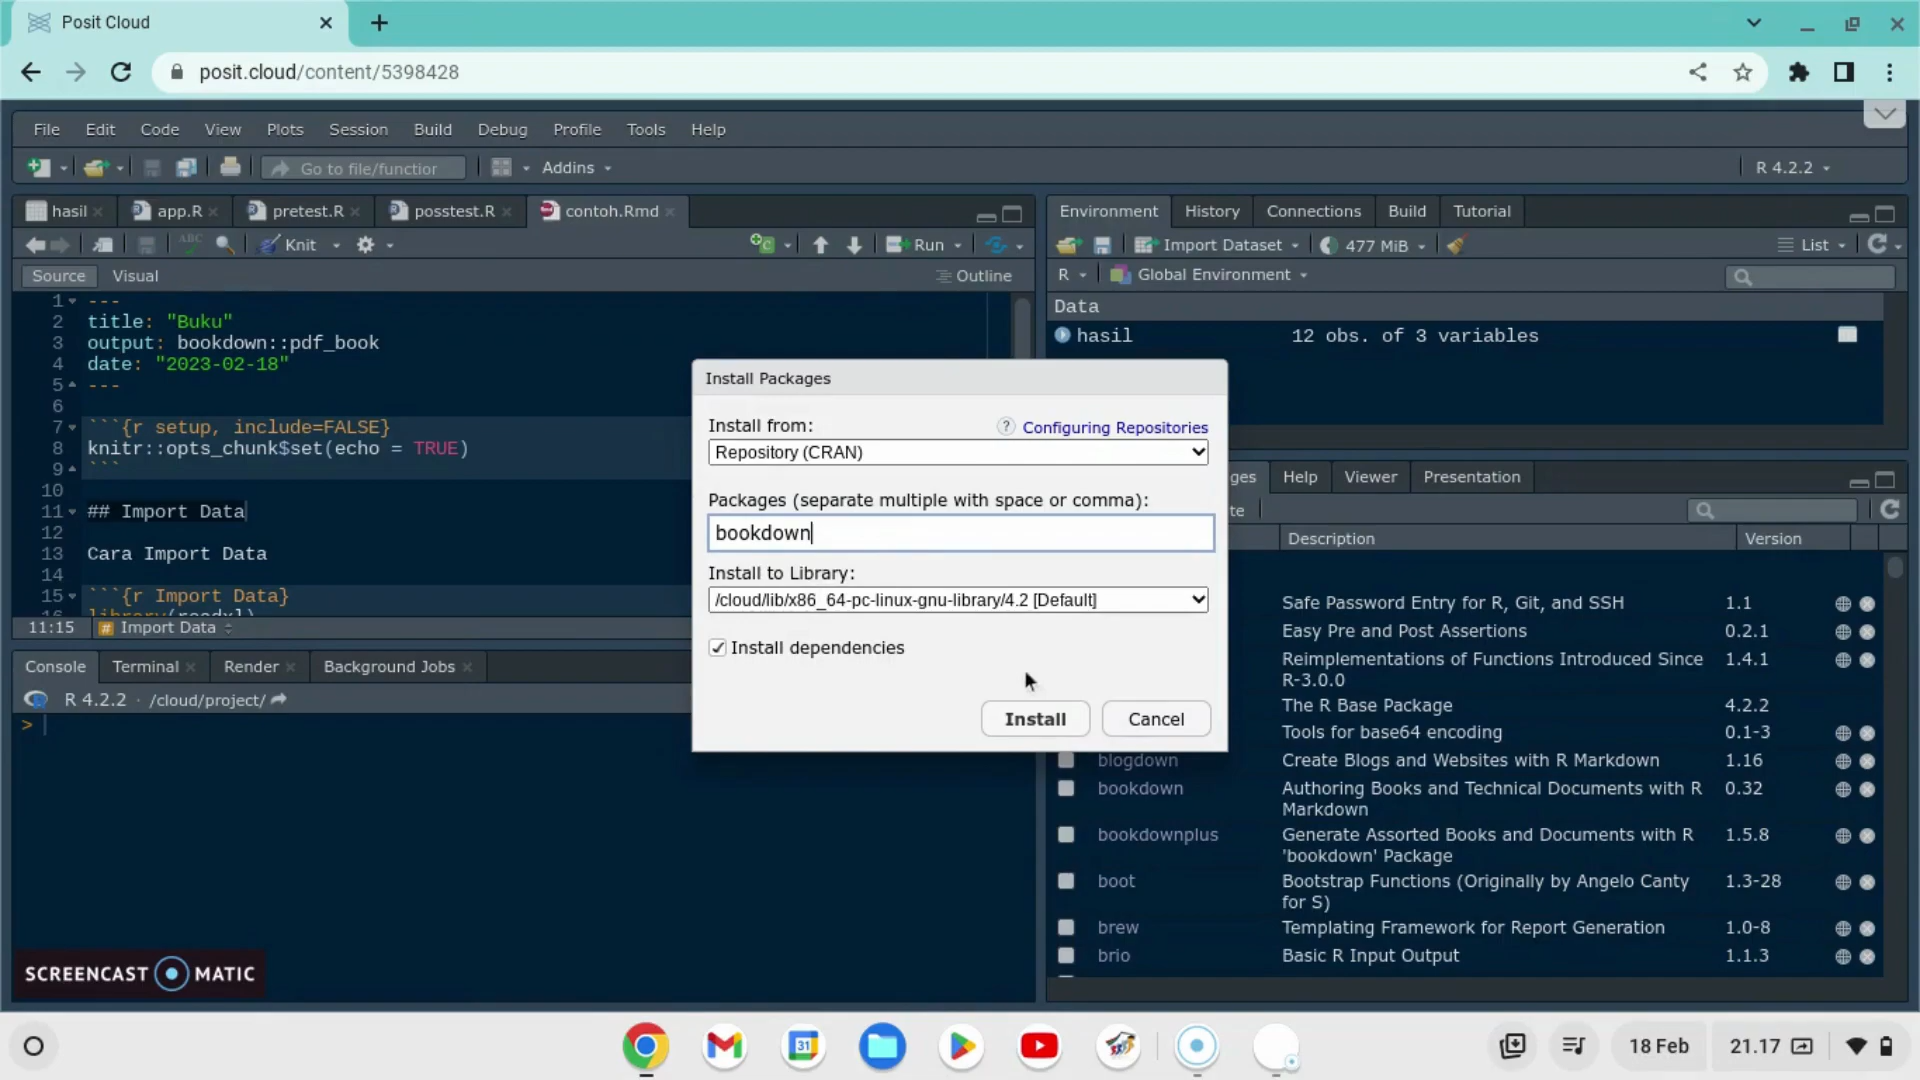 Posit Cloud
posit.cloud/content/5398428
File Edit Code View Plots Session Build Debug Profile Tools Help
Go to file/function Addins R 4.2.2
hasil app.R pretest.R posstest.R contoh.Rmd
ABC Knit Run
Source Visual Outline
1 ---
2 title: "Buku"
3 output: bookdown::pdf_book
4 date: "2023-02-18"
5 ---
6
7 ```{r setup, include=FALSE}
8 knitr::opts_chunk$set(echo = TRUE)
9 ```
10
11 ## Import Data
12
13 Cara Import Data
14
15 ```{r Import Data}
16 library(readxl)
11:15 # Import Data
Console Terminal Render Background Jobs
R 4.2.2 · /cloud/project/
>
SCREENCAST MATIC
Environment History Connections Build Tutorial
Import Dataset 477 MiB List
R Global Environment
Data
hasil 12 obs. of 3 variables
Install Packages
Install from: ? Configuring Repositories
Repository (CRAN)
Packages (separate multiple with space or comma):
bookdown
Install to Library:
/cloud/lib/x86_64-pc-linux-gnu-library/4.2 [Default]
Install dependencies
Install Cancel
ges Help Viewer Presentation
te
Description Version
Safe Password Entry for R, Git, and SSH 1.1
Easy Pre and Post Assertions 0.2.1
Reimplementations of Functions Introduced Since 1.4.1
R-3.0.0
The R Base Package 4.2.2
Tools for base64 encoding 0.1-3
blogdown Create Blogs and Websites with R Markdown 1.16
bookdown Authoring Books and Technical Documents with R 0.32
Markdown
bookdownplus Generate Assorted Books and Documents with R 1.5.8
'bookdown' Package
boot Bootstrap Functions (Originally by Angelo Canty 1.3-28
for S)
brew Templating Framework for Report Generation 1.0-8
brio Basic R Input Output 1.1.3
31
18 Feb 21.17